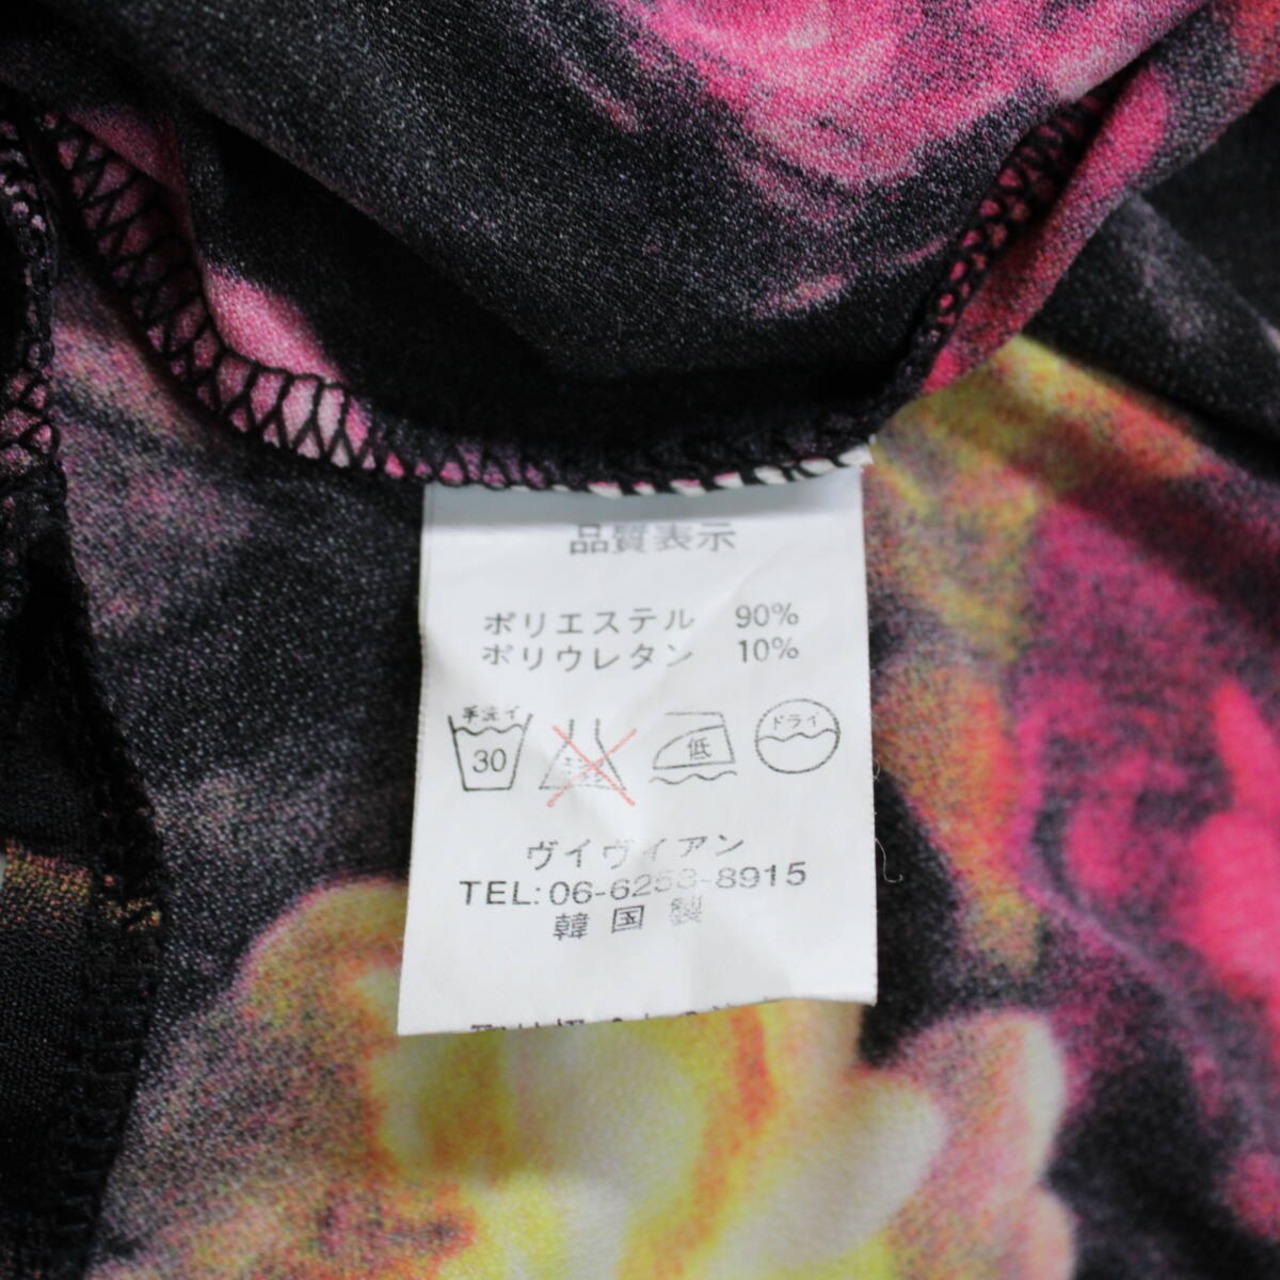 品質表示
ポリエステル 90%
ポリウレタン 10%
手洗イ 30
低
ドライ
ヴイヴイアン
TEL: 06-6253-8915
韓国製